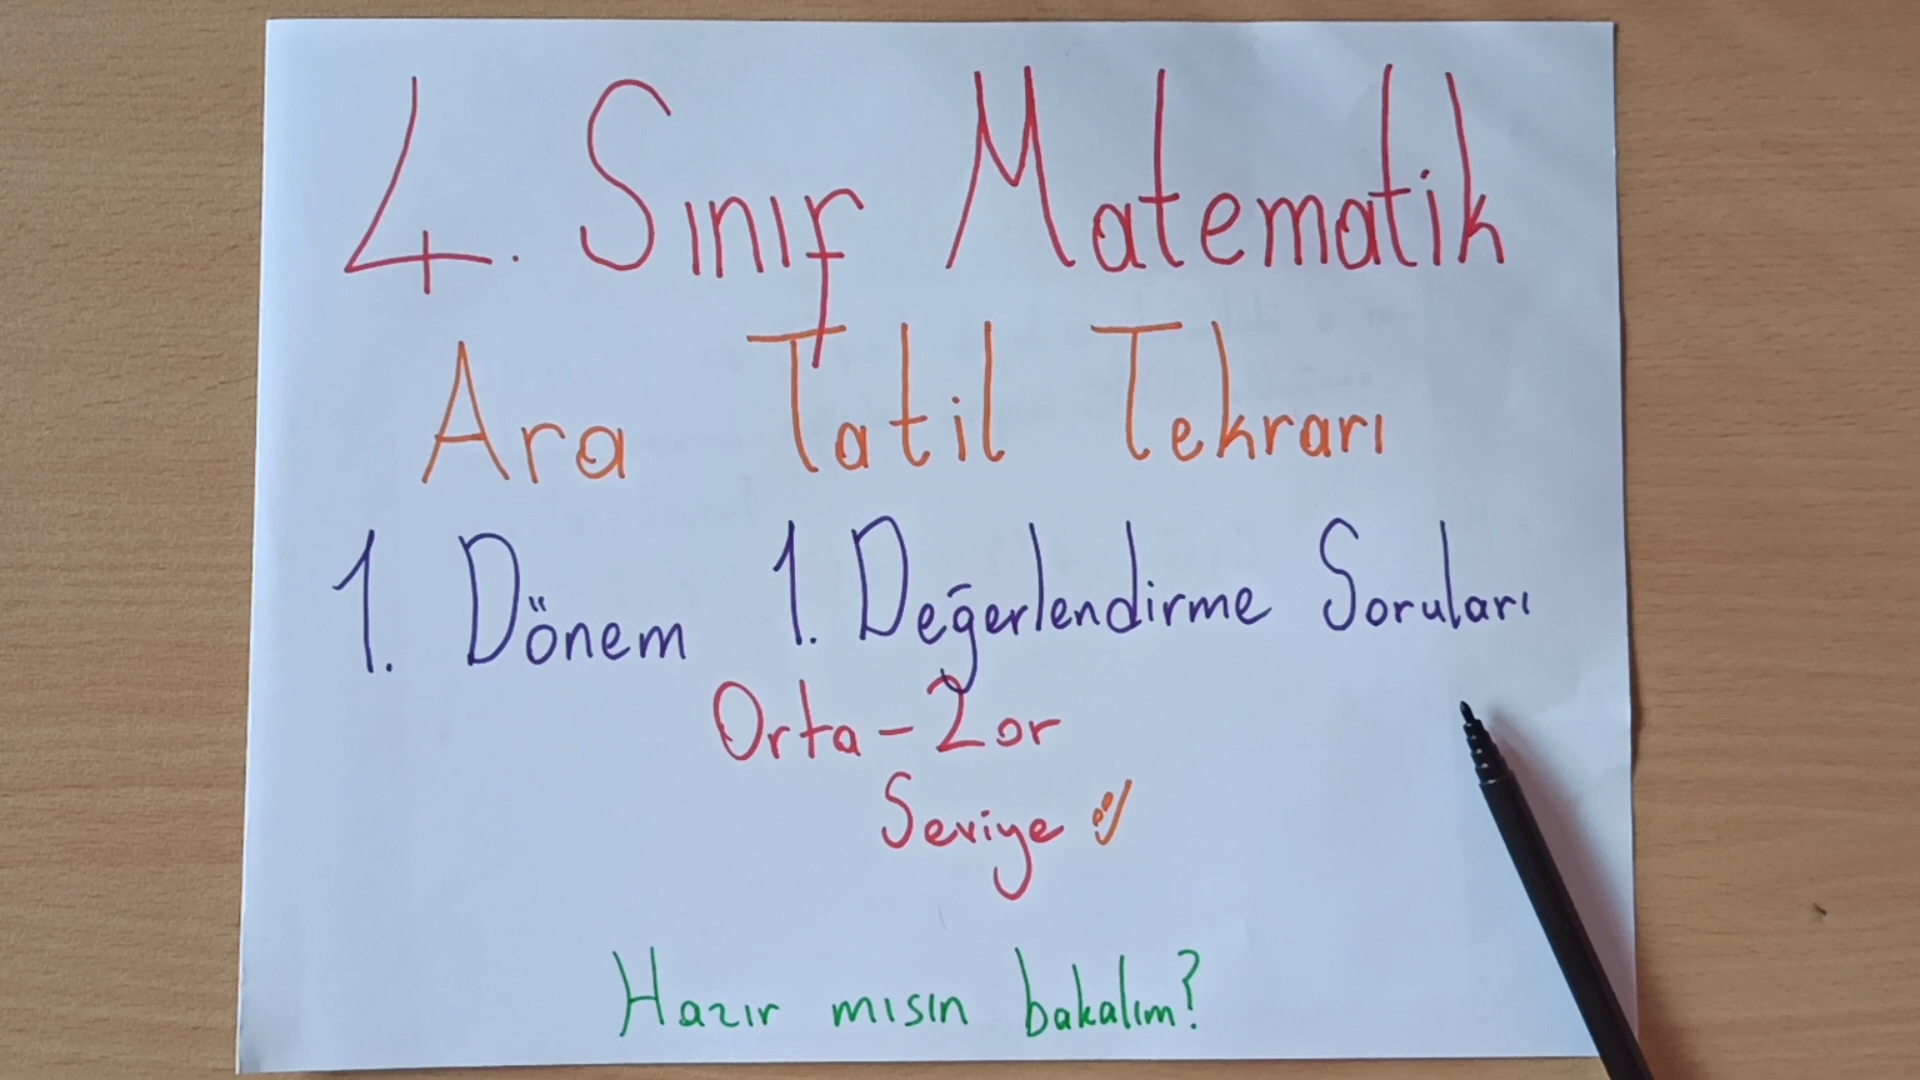 4. Sınıf Matematik
Ara Tatil Tekrarı
1. Dönem 1. Değerlendirme Soruları
Orta-Zor
Seviye
Hazır mısın bakalım?